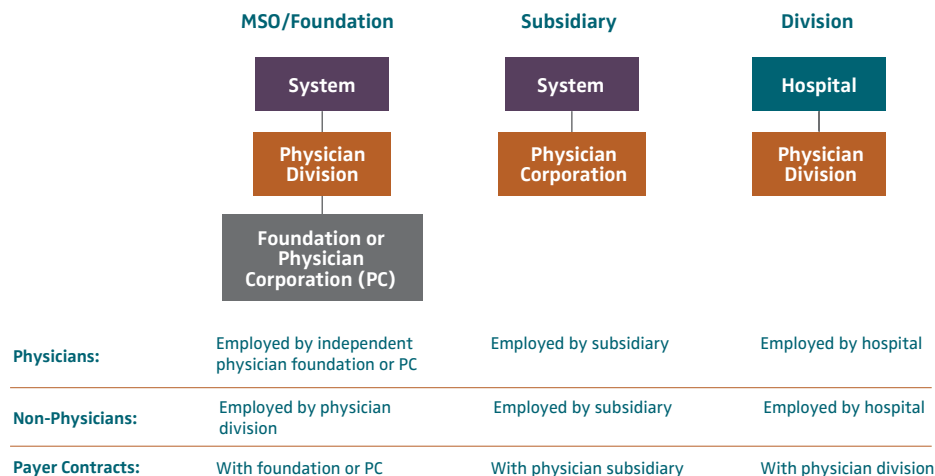 MSO/Foundation
Subsidiary
Division
System
System
Hospital
Physician
Division
Physician
Corporation
Physician
Division
Foundation or
Physician
Corporation (PC)
Physicians:
Employed by independent
physician foundation or PC
Employed by subsidiary
Employed by hospital
Non-Physicians:
Employed by physician
division
Employed by subsidiary
Employed by hospital
Payer Contracts:
With foundation or PC
With physician subsidiary
With physician division